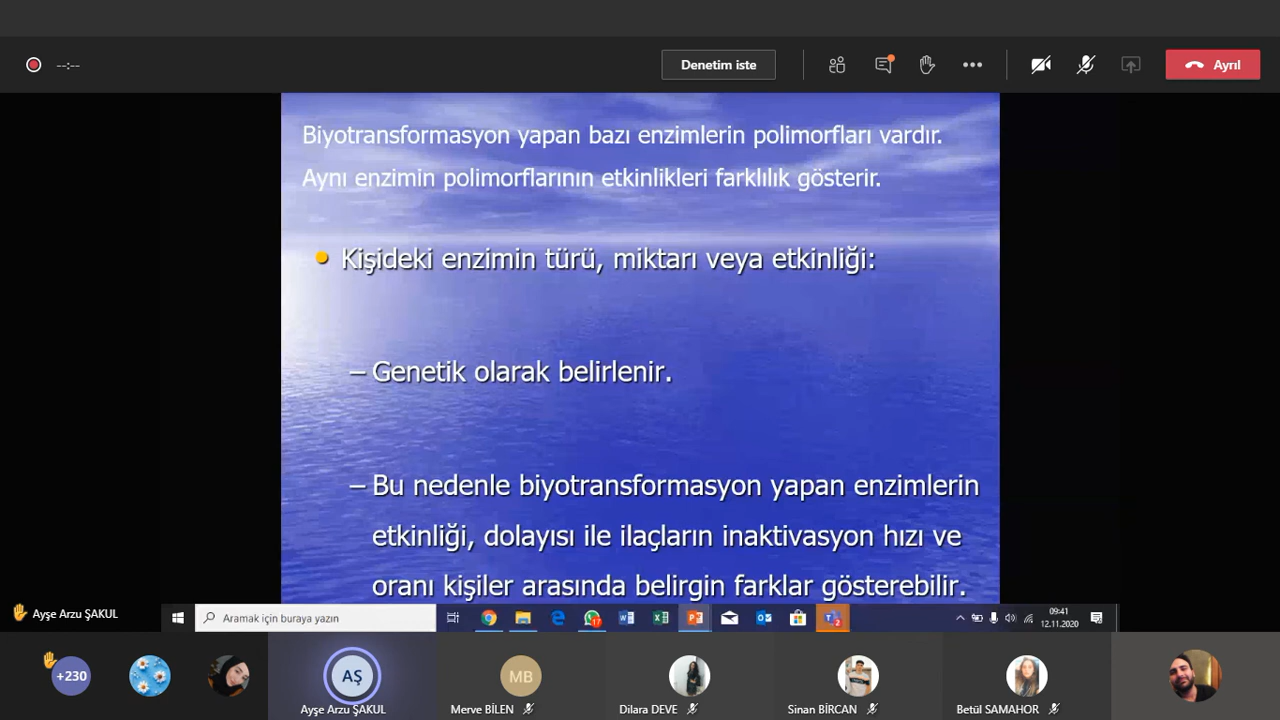 --:--
Denetim iste
Ayrıl
Biyotransformasyon yapan bazı enzimlerin polimorfları vardır.
Aynı enzimin polimorflarının etkinlikleri farklılık gösterir.
• Kişideki enzimin türü, miktarı veya etkinliği:
– Genetik olarak belirlenir.
– Bu nedenle biyotransformasyon yapan enzimlerin
etkinliği, dolayısı ile ilaçların inaktivasyon hızı ve
oranı kişiler arasında belirgin farklar gösterebilir.
Ayşe Arzu ŞAKUL
Aramak için buraya yazın
09:41
12.11.2020
+230
AŞ
Ayşe Arzu ŞAKUL
MB
Merve BİLEN
Dilara DEVE
Sinan BİRCAN
Betül SAMAHOR